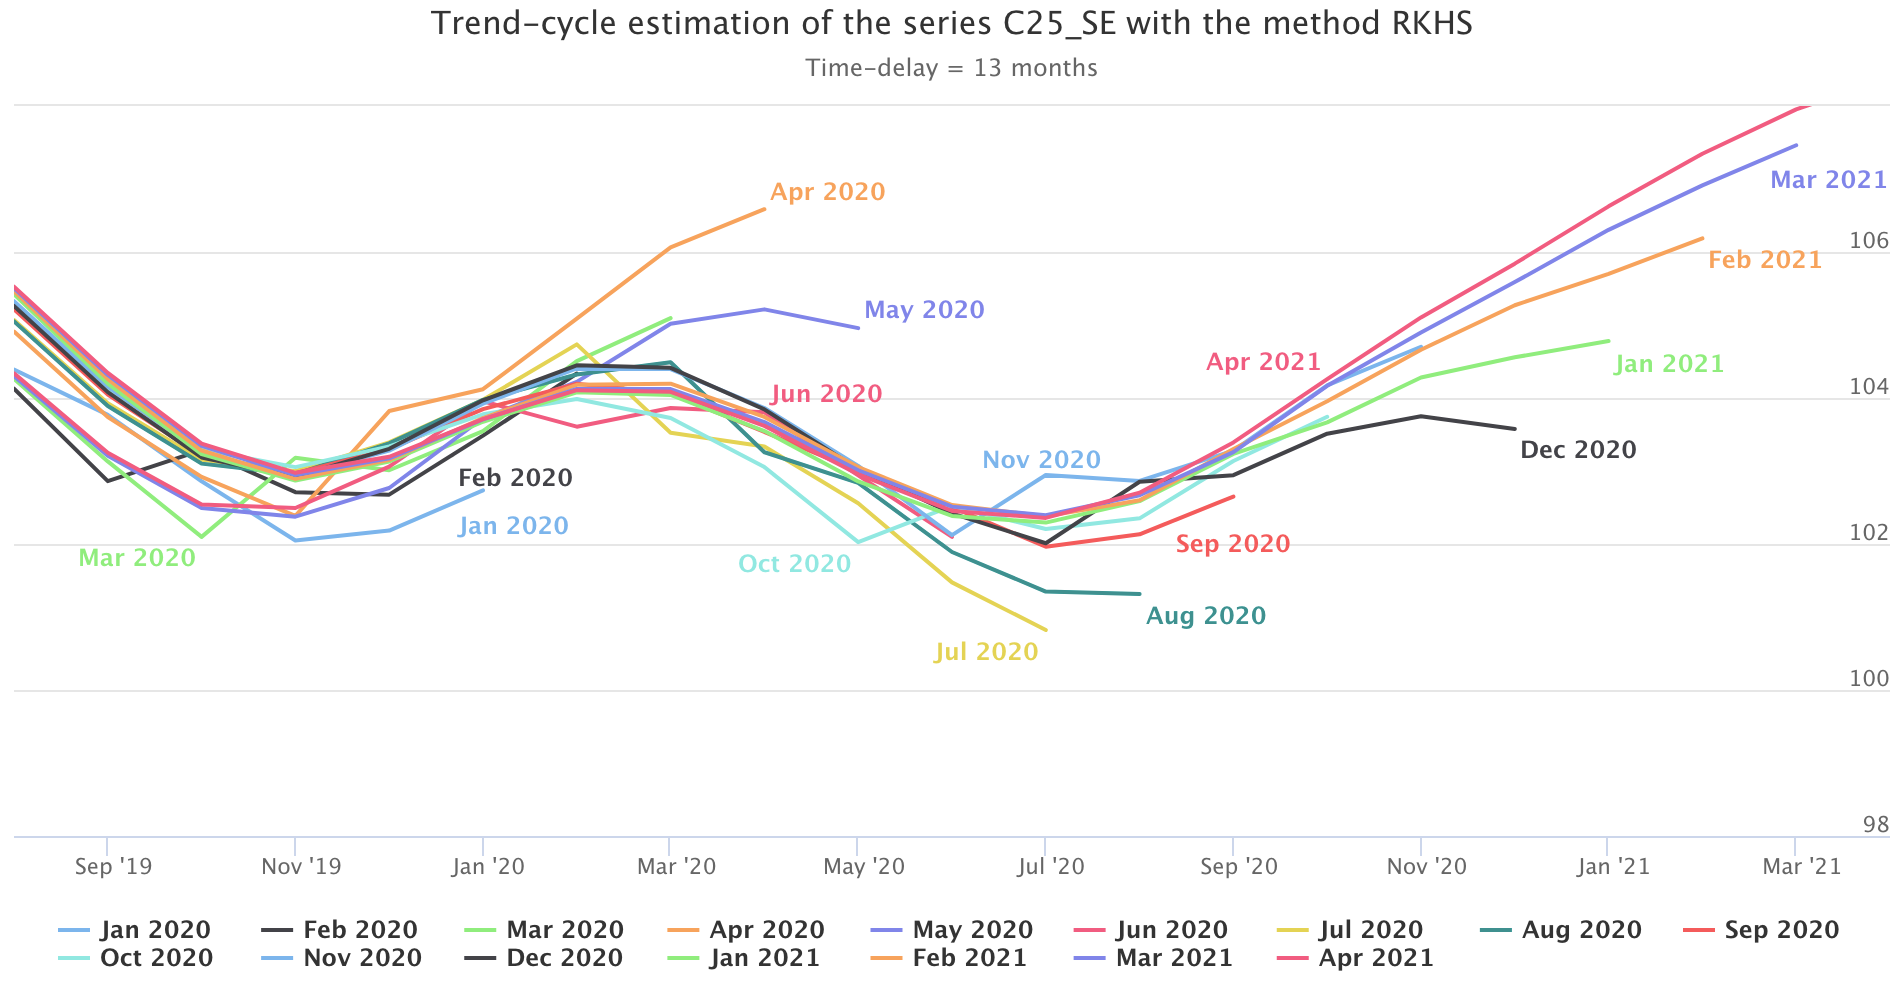 Trend-cycle estimation of the series C25_SE with the method RKHS
Time-delay = 13 months
Apr 2020
Mar 2021
106
Feb 2021
May 2020
Apr 2021
Jan 2021
Jun 2020
104
Dec 2020
Nov 2020
Feb 2020
Jan 2020
102
Sep 2020
Mar 2020
Oct 2020
Aug 2020
Jul 2020
100
98
Sep '19 Nov '19 Jan '20 Mar '20 May '20 Jul '20 Sep '20 Nov '20 Jan '21 Mar '21
Jan 2020 Feb 2020 Mar 2020 Apr 2020 May 2020 Jun 2020 Jul 2020 Aug 2020 Sep 2020
Oct 2020 Nov 2020 Dec 2020 Jan 2021 Feb 2021 Mar 2021 Apr 2021